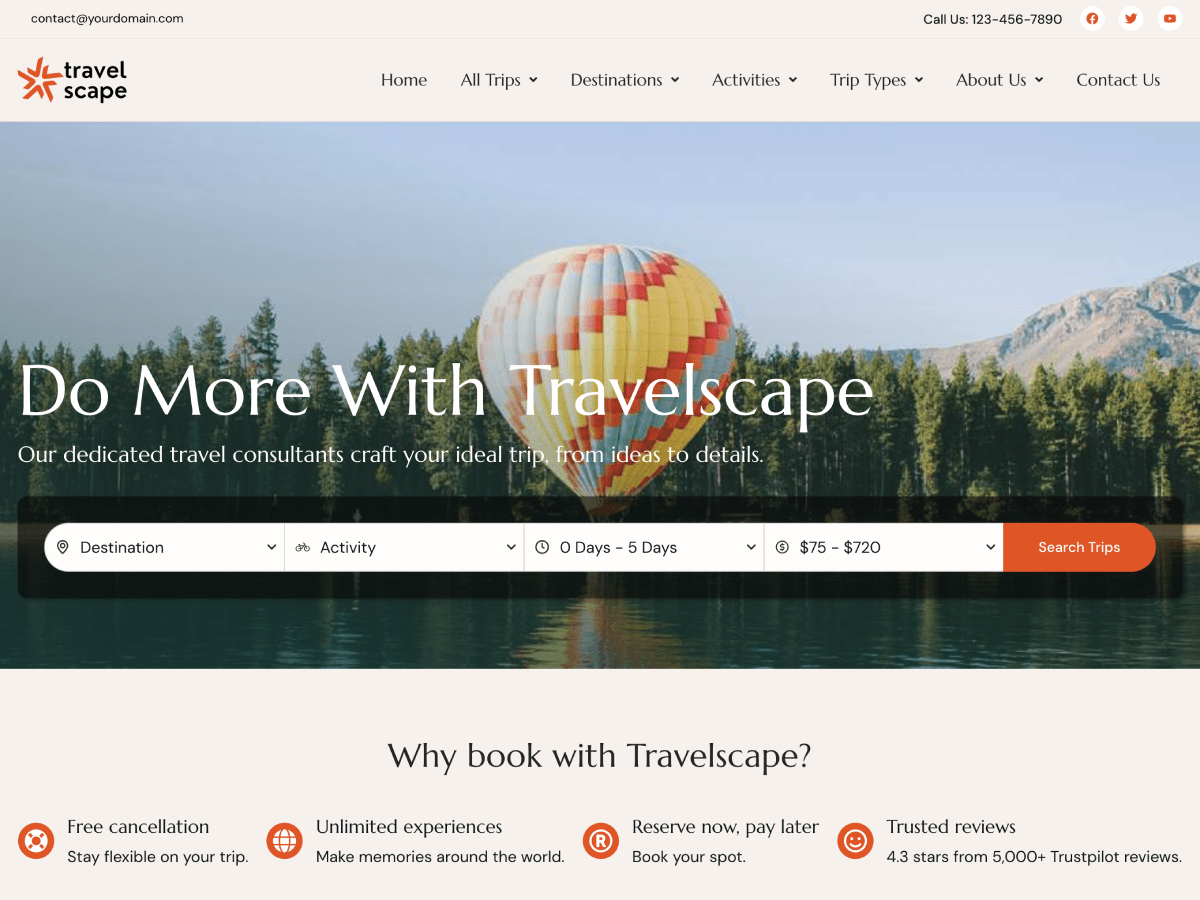 contact@yourdomain.com
Call Us: 123-456-7890
travel
scape
Home
All Trips
Destinations
Activities
Trip Types
About Us
Contact Us
Do More With Travelscape
Our dedicated travel consultants craft your ideal trip, from ideas to details.
Destination
Activity
0 Days - 5 Days
$75 - $720
Search Trips
Why book with Travelscape?
Free cancellation
Stay flexible on your trip.
Unlimited experiences
Make memories around the world.
R
Reserve now, pay later
Book your spot.
Trusted reviews
4.3 stars from 5,000+ Trustpilot reviews.